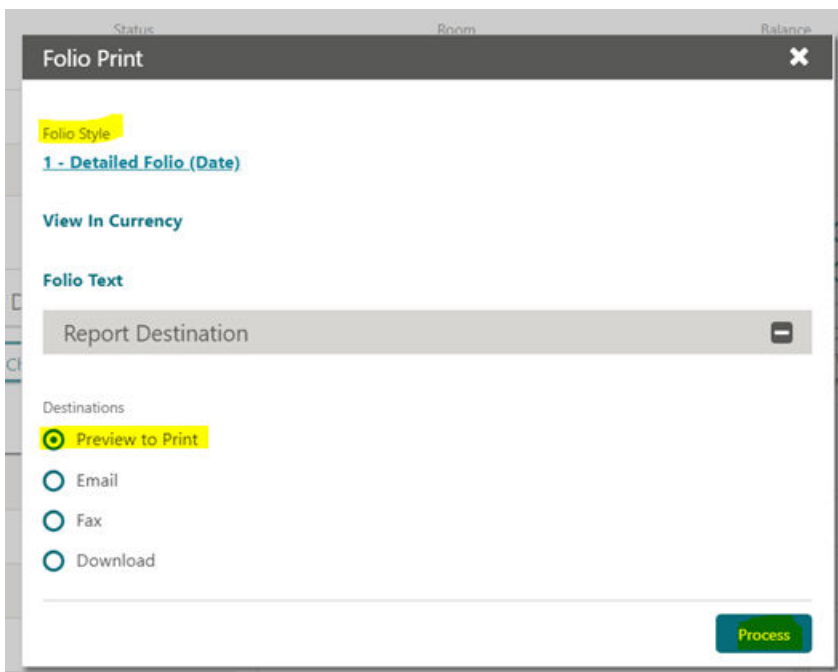 Status Room Balance
Folio Print
Folio Style
1 - Detailed Folio (Date)
View In Currency
Folio Text
Report Destination
Destinations
Preview to Print
Email
Fax
Download
Process